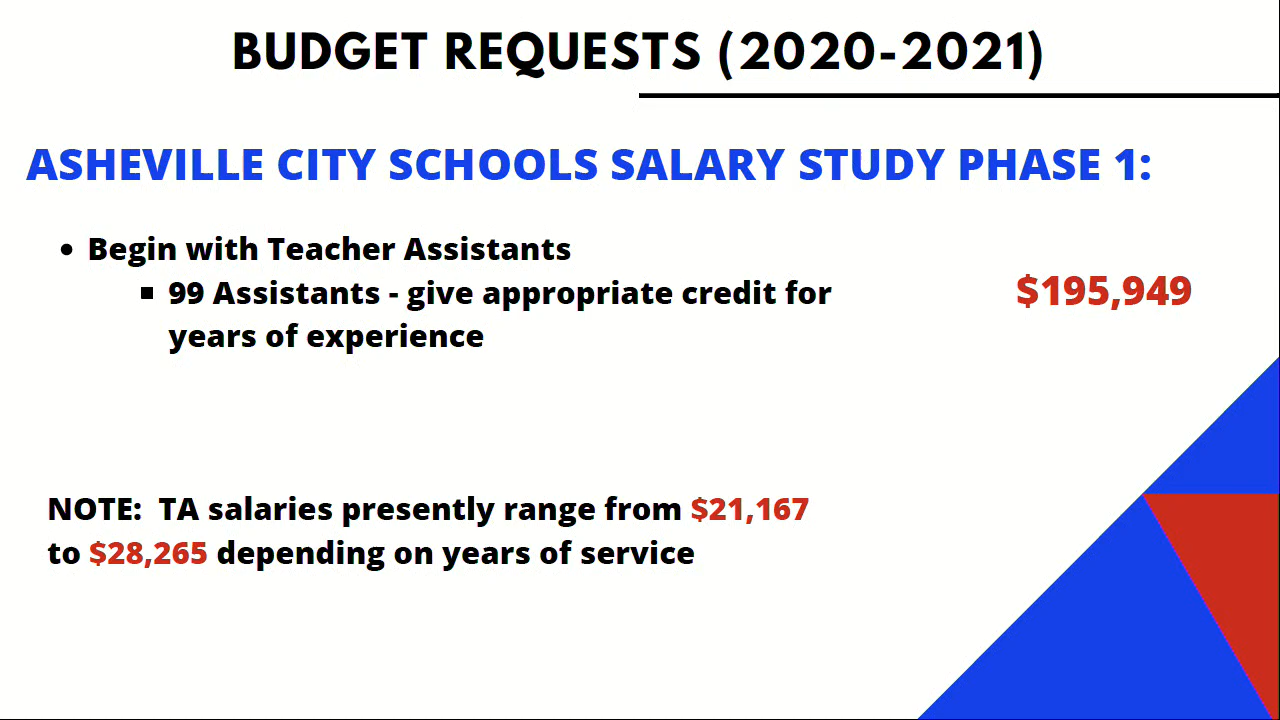 BUDGET REQUESTS (2020-2021)
ASHEVILLE CITY SCHOOLS SALARY STUDY PHASE 1:
• Begin with Teacher Assistants
▪ 99 Assistants - give appropriate credit for
years of experience
$195,949
NOTE:  TA salaries presently range from $21,167
to $28,265 depending on years of service